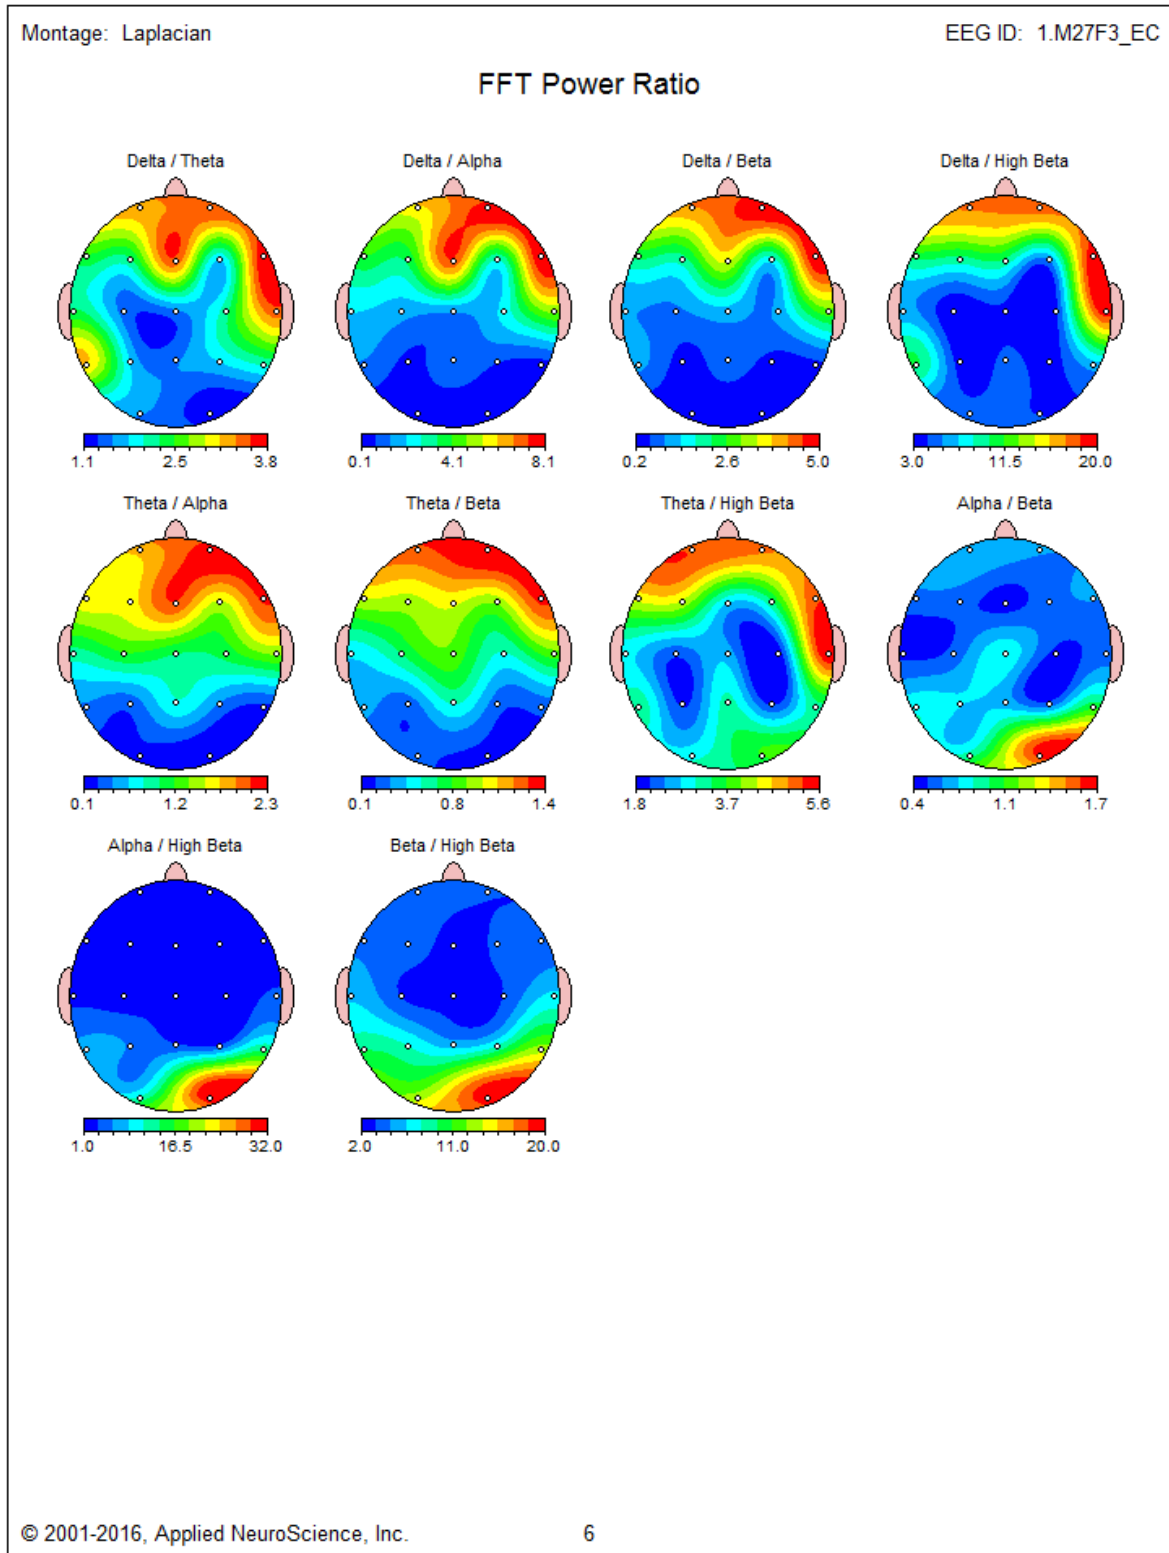 Montage: Laplacian EEG ID: 1.M27F3_EC
FFT Power Ratio
Delta / Theta Delta / Alpha Delta / Beta Delta / High Beta
1.1 2.5 3.8 0.1 4.1 8.1 0.2 2.6 5.0 3.0 11.5 20.0
Theta / Alpha Theta / Beta Theta / High Beta Alpha / Beta
0.1 1.2 2.3 0.1 0.8 1.4 1.8 3.7 5.6 0.4 1.1 1.7
Alpha / High Beta Beta / High Beta
1.0 16.5 32.0 2.0 11.0 20.0
© 2001-2016, Applied NeuroScience, Inc. 6